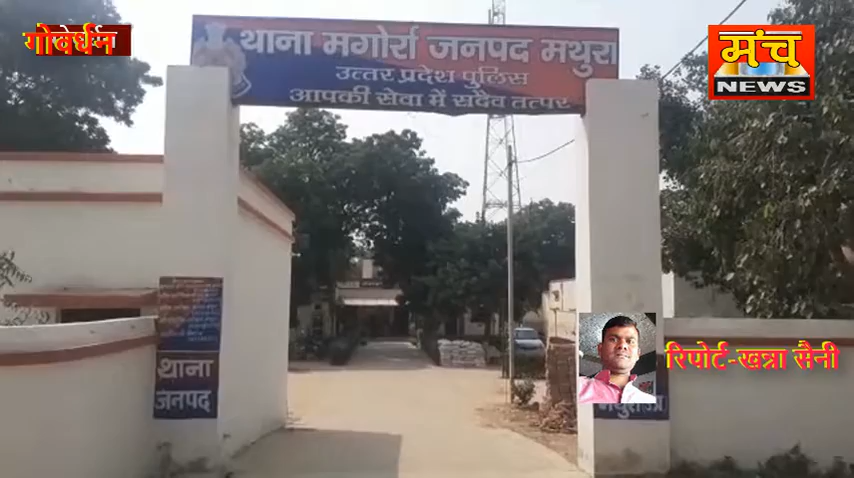 गोवर्धन
थाना मगोर्रा जनपद मथुरा
उत्तर प्रदेश पुलिस
आपकी सेवा में सदैव तत्पर
मंच
NEWS
रिपोर्ट-खन्ना सैनी
थाना
जनपद